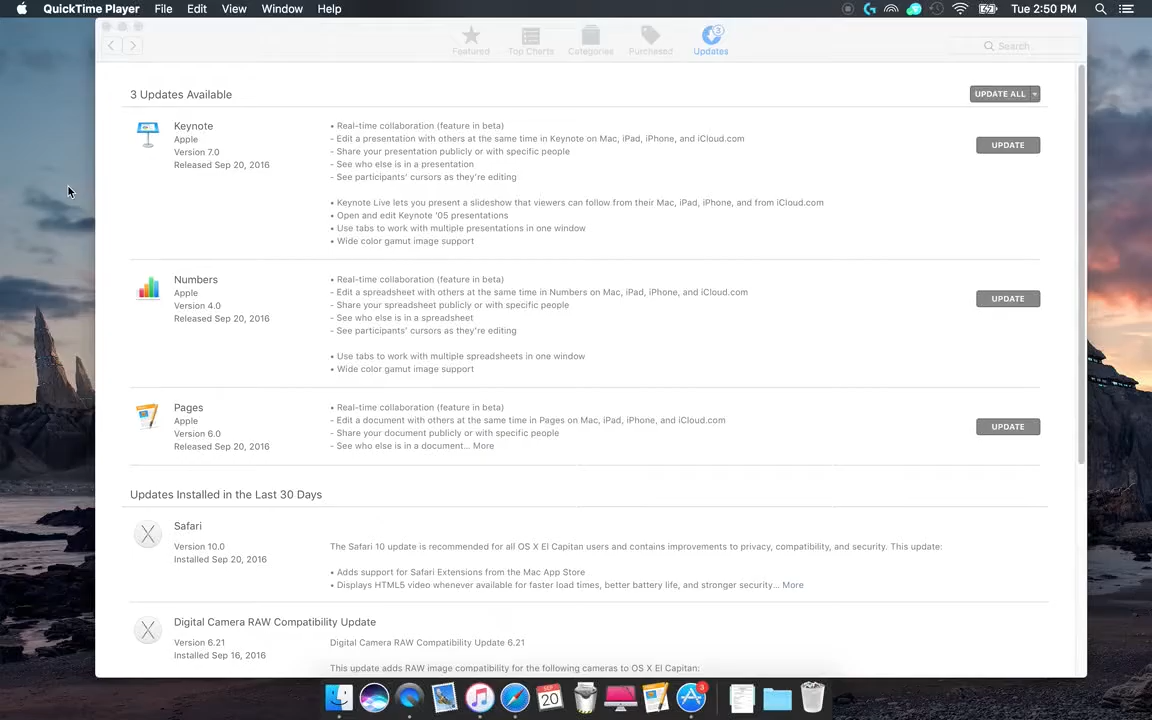 QuickTime Player File Edit View Window Help Tue 2:50 PM
Featured Top Charts Categories Purchased Updates Search
3
3 Updates Available UPDATE ALL
Keynote
Apple
Version 7.0
Released Sep 20, 2016
• Real-time collaboration (feature in beta)
- Edit a presentation with others at the same time in Keynote on Mac, iPad, iPhone, and iCloud.com
- Share your presentation publicly or with specific people
- See who else is in a presentation
- See participants' cursors as they're editing
• Keynote Live lets you present a slideshow that viewers can follow from their Mac, iPad, iPhone, and from iCloud.com
• Open and edit Keynote '05 presentations
• Use tabs to work with multiple presentations in one window
• Wide color gamut image support
UPDATE
Numbers
Apple
Version 4.0
Released Sep 20, 2016
• Real-time collaboration (feature in beta)
- Edit a spreadsheet with others at the same time in Numbers on Mac, iPad, iPhone, and iCloud.com
- Share your spreadsheet publicly or with specific people
- See who else is in a spreadsheet
- See participants' cursors as they're editing
• Use tabs to work with multiple spreadsheets in one window
• Wide color gamut image support
UPDATE
Pages
Apple
Version 6.0
Released Sep 20, 2016
• Real-time collaboration (feature in beta)
- Edit a document with others at the same time in Pages on Mac, iPad, iPhone, and iCloud.com
- Share your document publicly or with specific people
- See who else is in a document... More
UPDATE
Updates Installed in the Last 30 Days
Safari
Version 10.0
Installed Sep 20, 2016
The Safari 10 update is recommended for all OS X El Capitan users and contains improvements to privacy, compatibility, and security. This update:
• Adds support for Safari Extensions from the Mac App Store
• Displays HTML5 video whenever available for faster load times, better battery life, and stronger security... More
Digital Camera RAW Compatibility Update
Version 6.21
Installed Sep 16, 2016
Digital Camera RAW Compatibility Update 6.21
This update adds RAW image compatibility for the following cameras to OS X El Capitan:
SEP
20
3